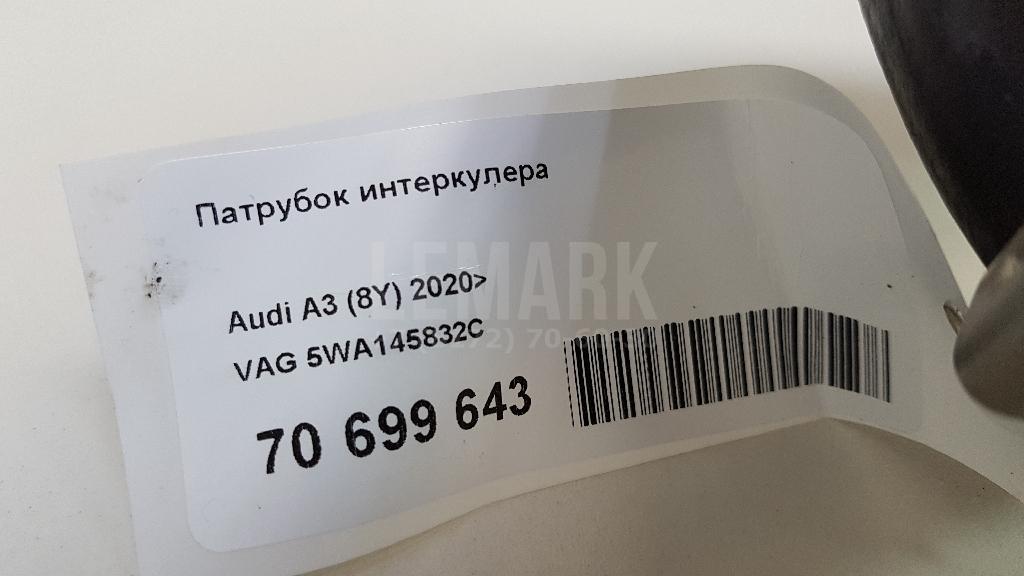 Патрубок интеркулера
LEMARK
Audi A3 (8Y) 2020>
VAG 5WA145832C
70 699 643